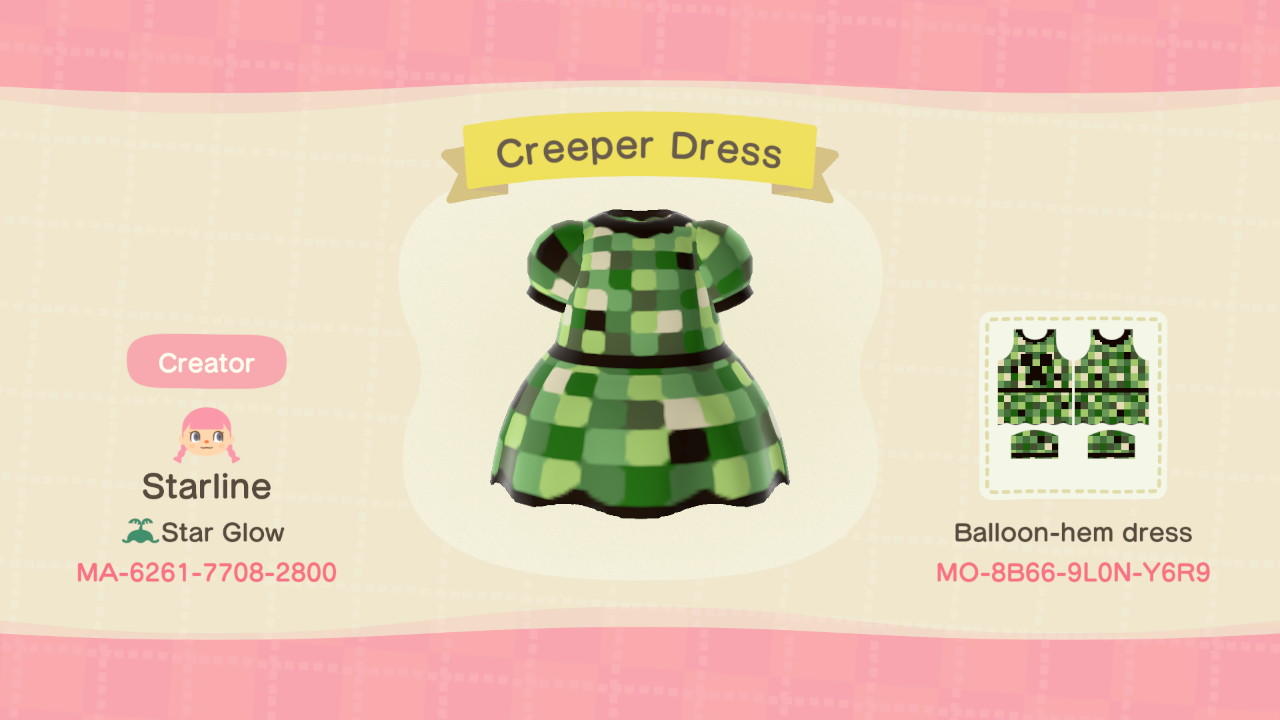 Creeper Dress
Creator
Starline
Star Glow
MA-6261-7708-2800
Balloon-hem dress
MO-8B66-9L0N-Y6R9